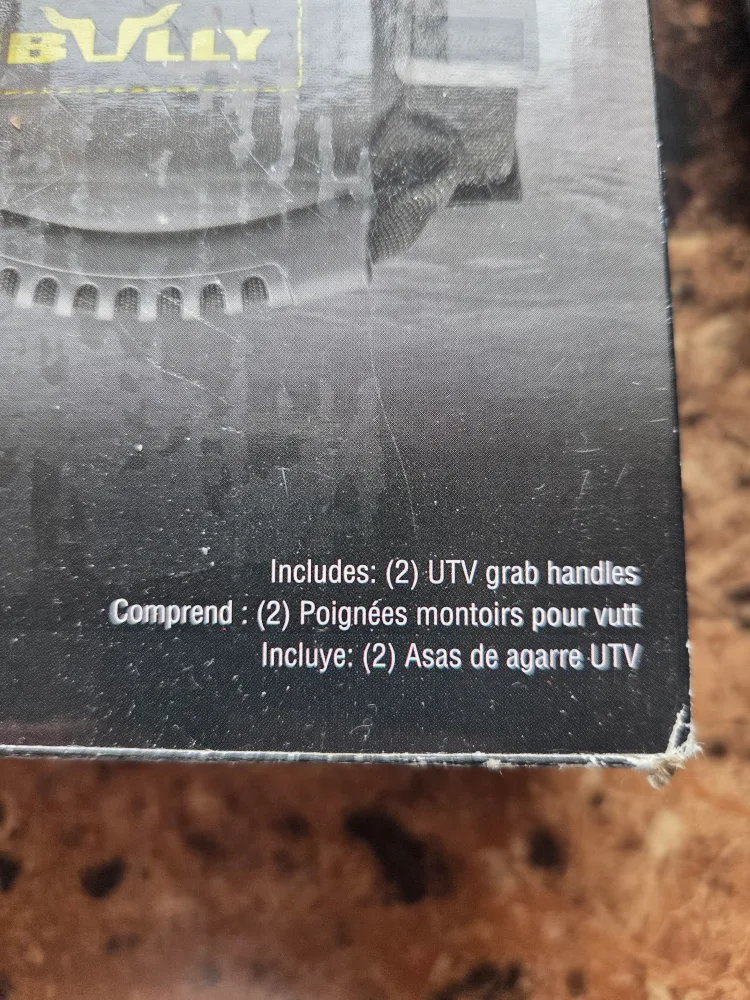 BULLY
Includes: (2) UTV grab handles
Comprend : (2) Poignées montoirs pour vutt
Incluye: (2) Asas de agarre UTV